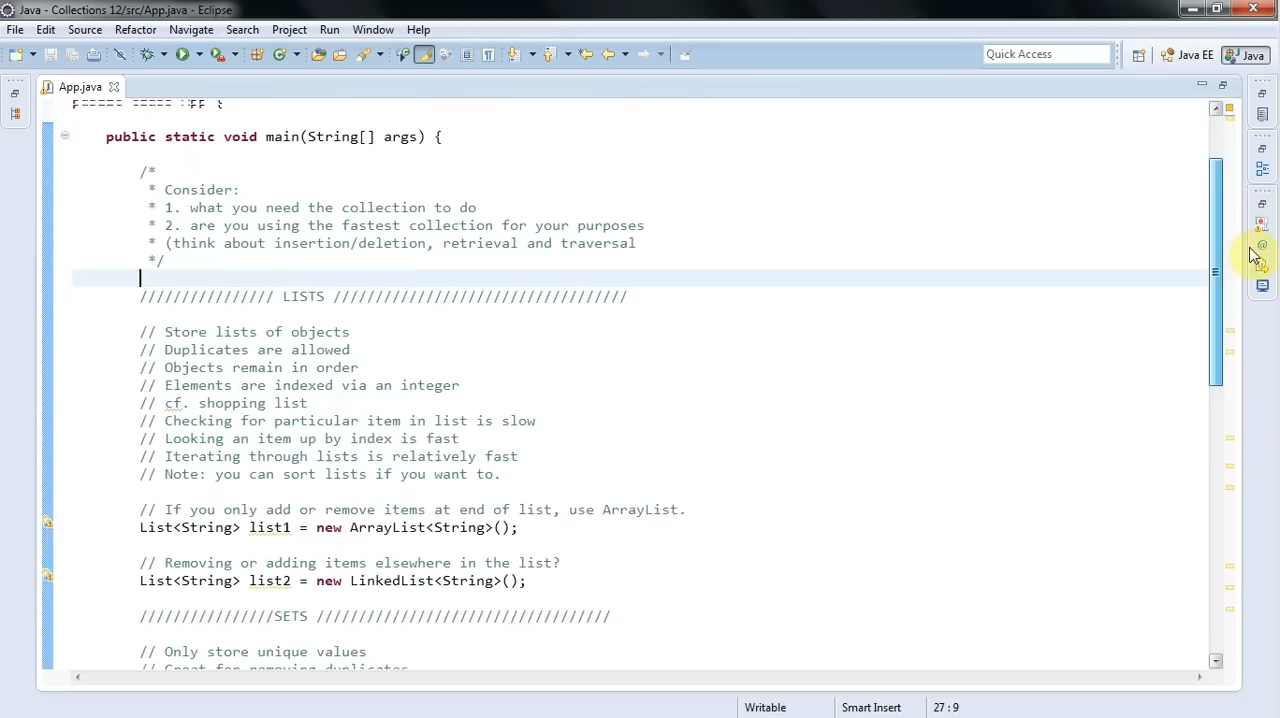 Java - Collections 12/src/App.java - Eclipse
File Edit Source Refactor Navigate Search Project Run Window Help
Quick Access
Java EE
Java
App.java
public class App {
public static void main(String[] args) {
/*
* Consider:
* 1. what you need the collection to do
* 2. are you using the fastest collection for your purposes
* (think about insertion/deletion, retrieval and traversal
*/
//////////////// LISTS ///////////////////////////////////
// Store lists of objects
// Duplicates are allowed
// Objects remain in order
// Elements are indexed via an integer
// cf. shopping list
// Checking for particular item in list is slow
// Looking an item up by index is fast
// Iterating through lists is relatively fast
// Note: you can sort lists if you want to.
// If you only add or remove items at end of list, use ArrayList.
List<String> list1 = new ArrayList<String>();
// Removing or adding items elsewhere in the list?
List<String> list2 = new LinkedList<String>();
////////////////SETS ///////////////////////////////////
// Only store unique values
// Great for removing duplicates
Writable
Smart Insert
27 : 9